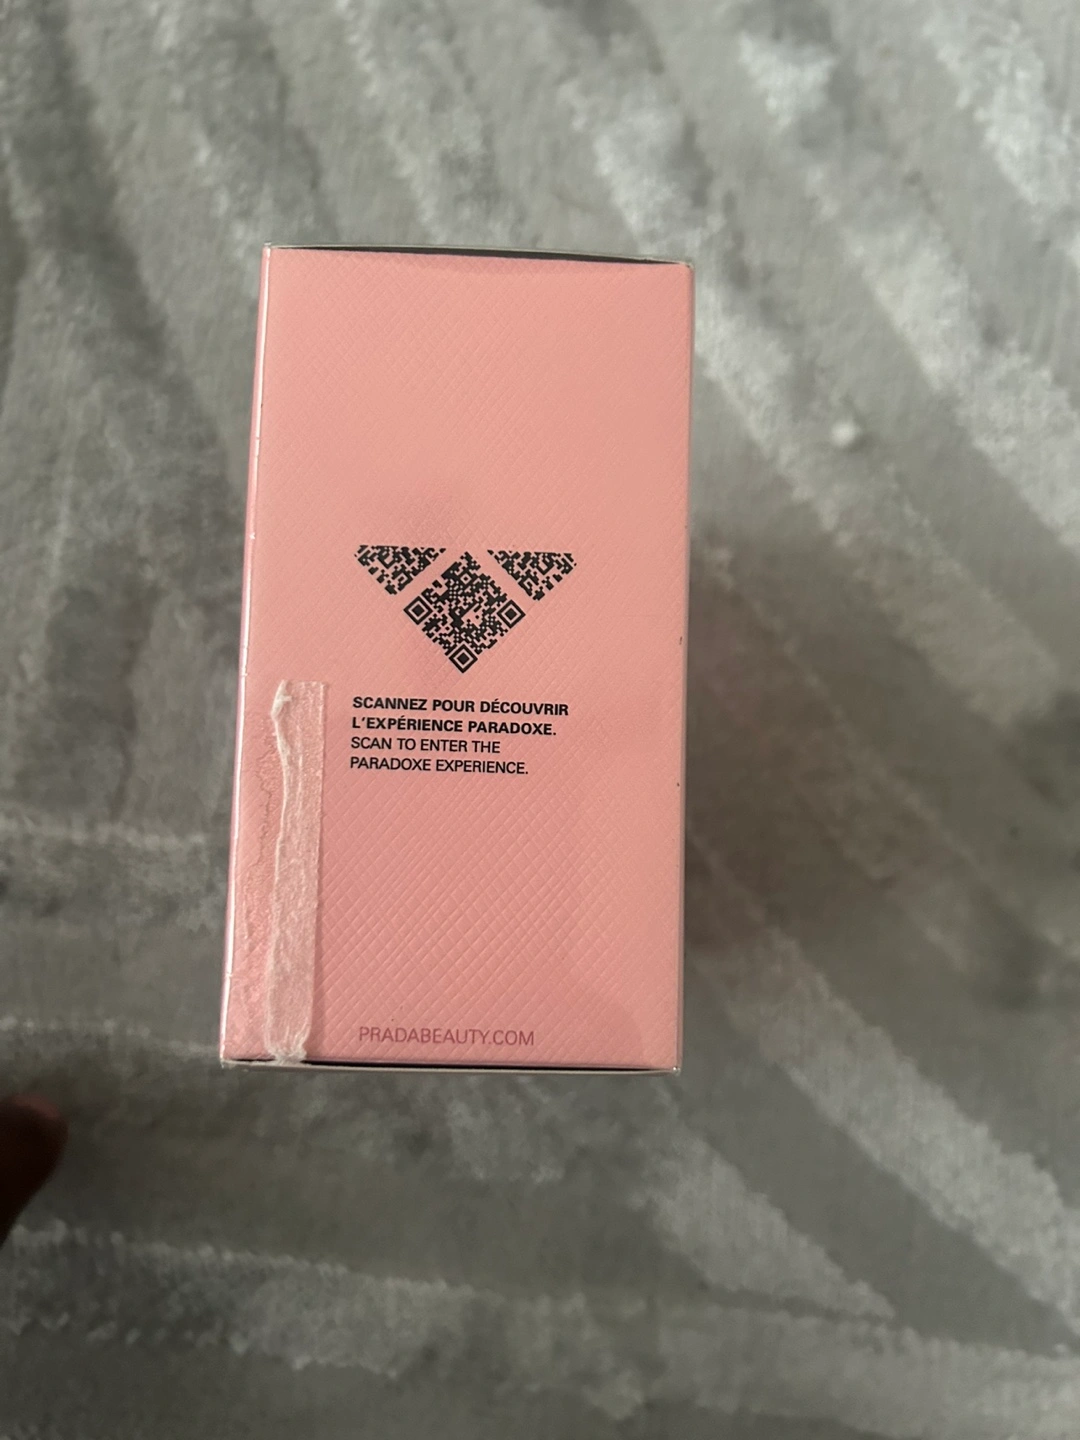 SCANNEZ POUR DÉCOUVRIR
L'EXPÉRIENCE PARADOXE.
SCAN TO ENTER THE
PARADOXE EXPERIENCE.
PRADABEAUTY.COM